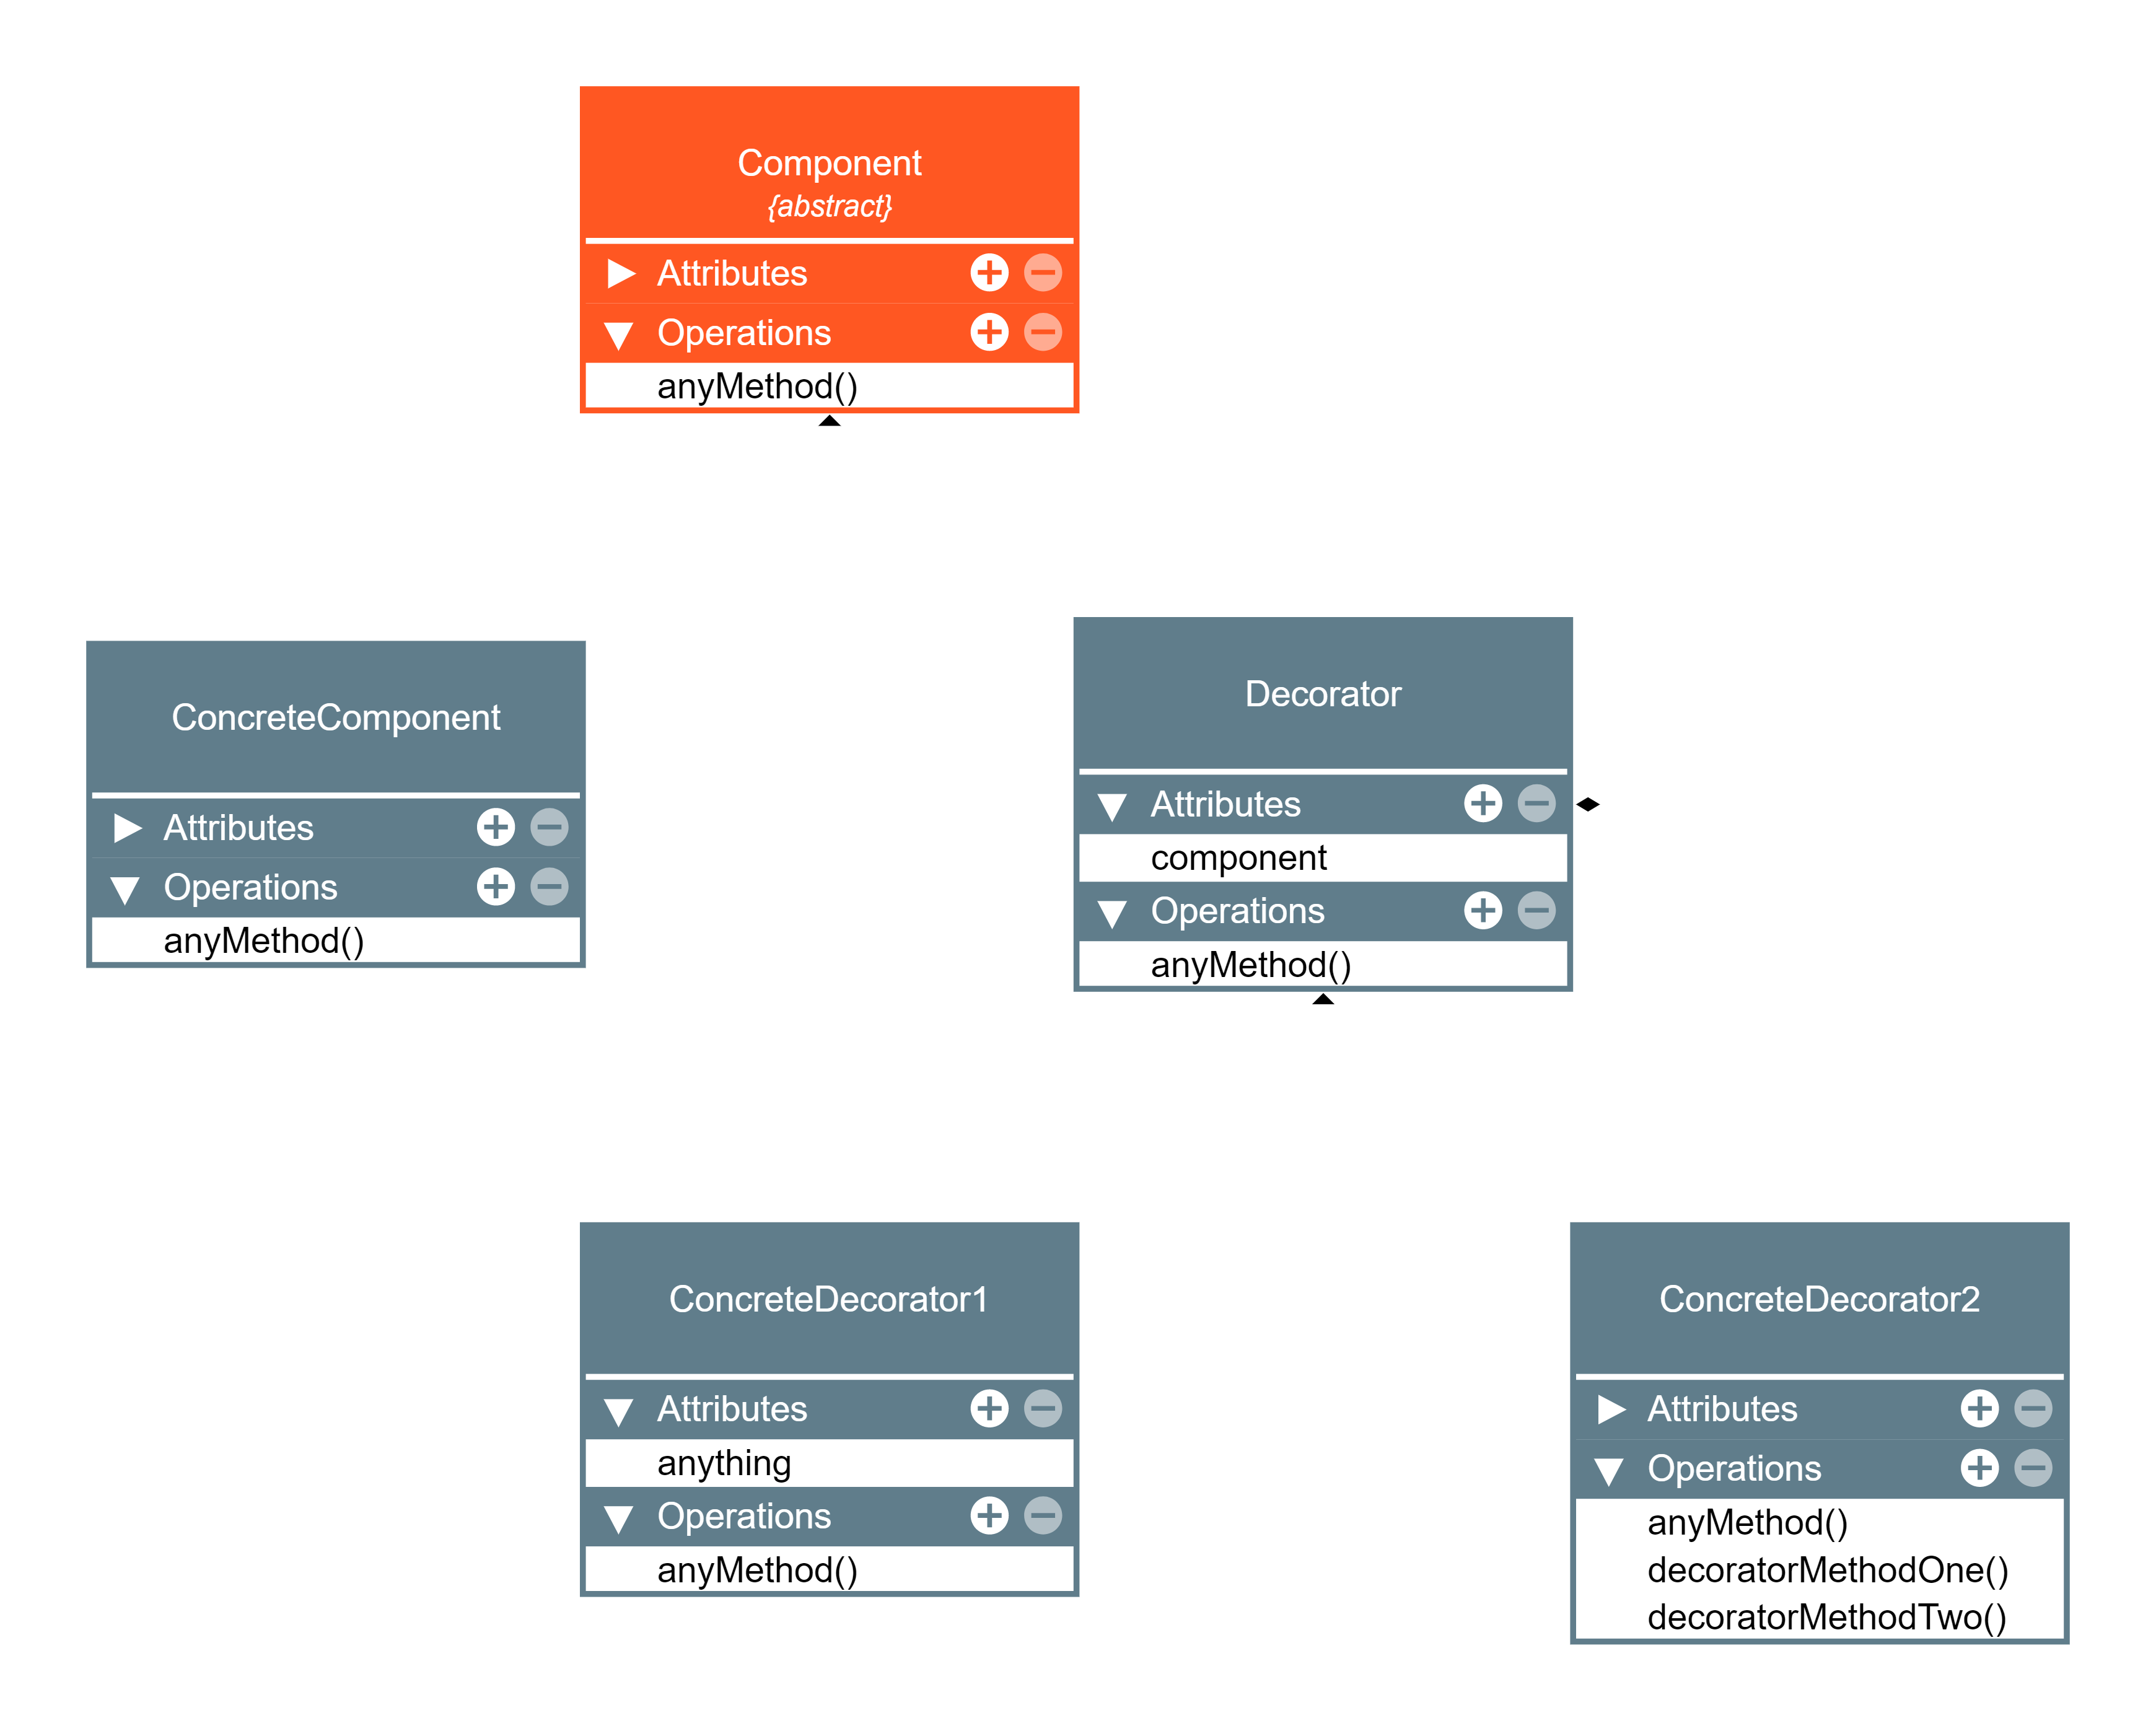 Component
{abstract}
Attributes
Operations
anyMethod()
ConcreteComponent
Attributes
Operations
anyMethod()
Decorator
Attributes
component
Operations
anyMethod()
ConcreteDecorator1
Attributes
anything
Operations
anyMethod()
ConcreteDecorator2
Attributes
Operations
anyMethod()
decoratorMethodOne()
decoratorMethodTwo()